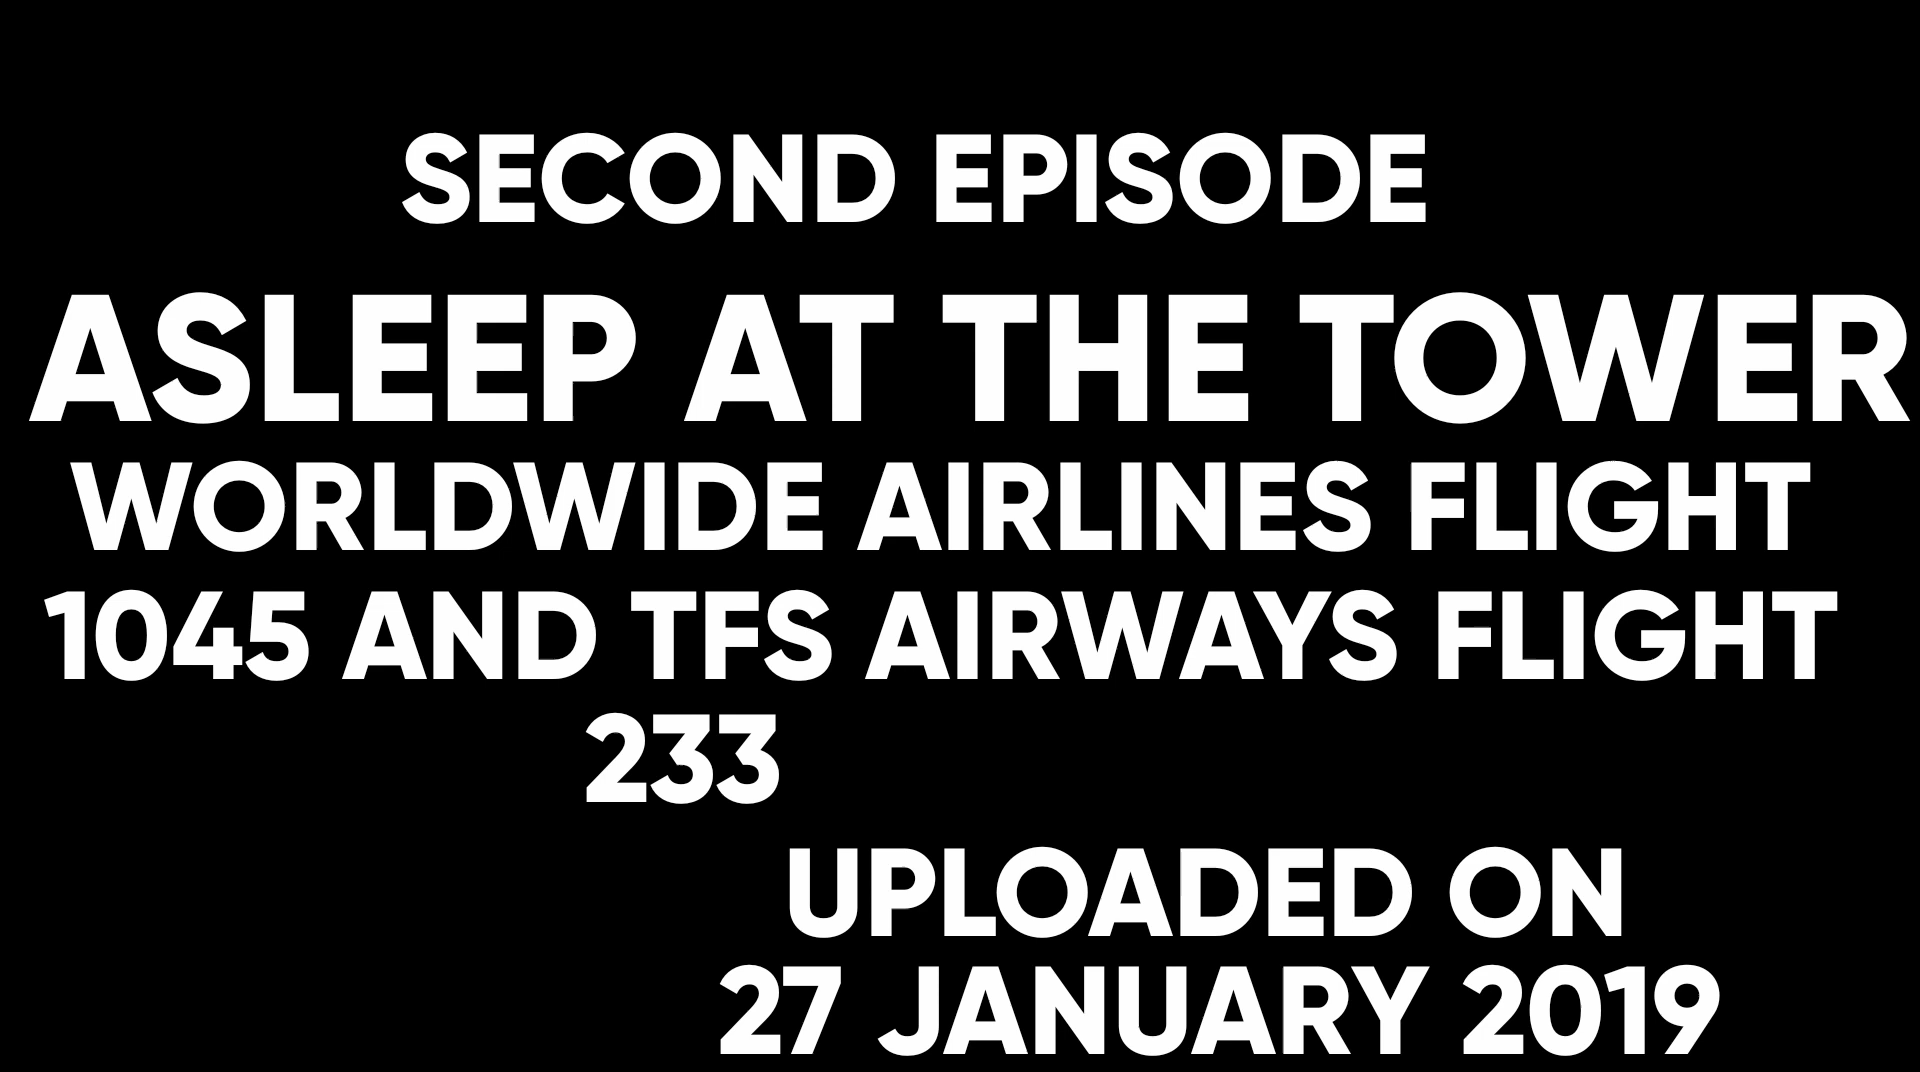 SECOND EPISODE
ASLEEP AT THE TOWER
WORLDWIDE AIRLINES FLIGHT
1045 AND TFS AIRWAYS FLIGHT
233
UPLOADED ON
27 JANUARY 2019